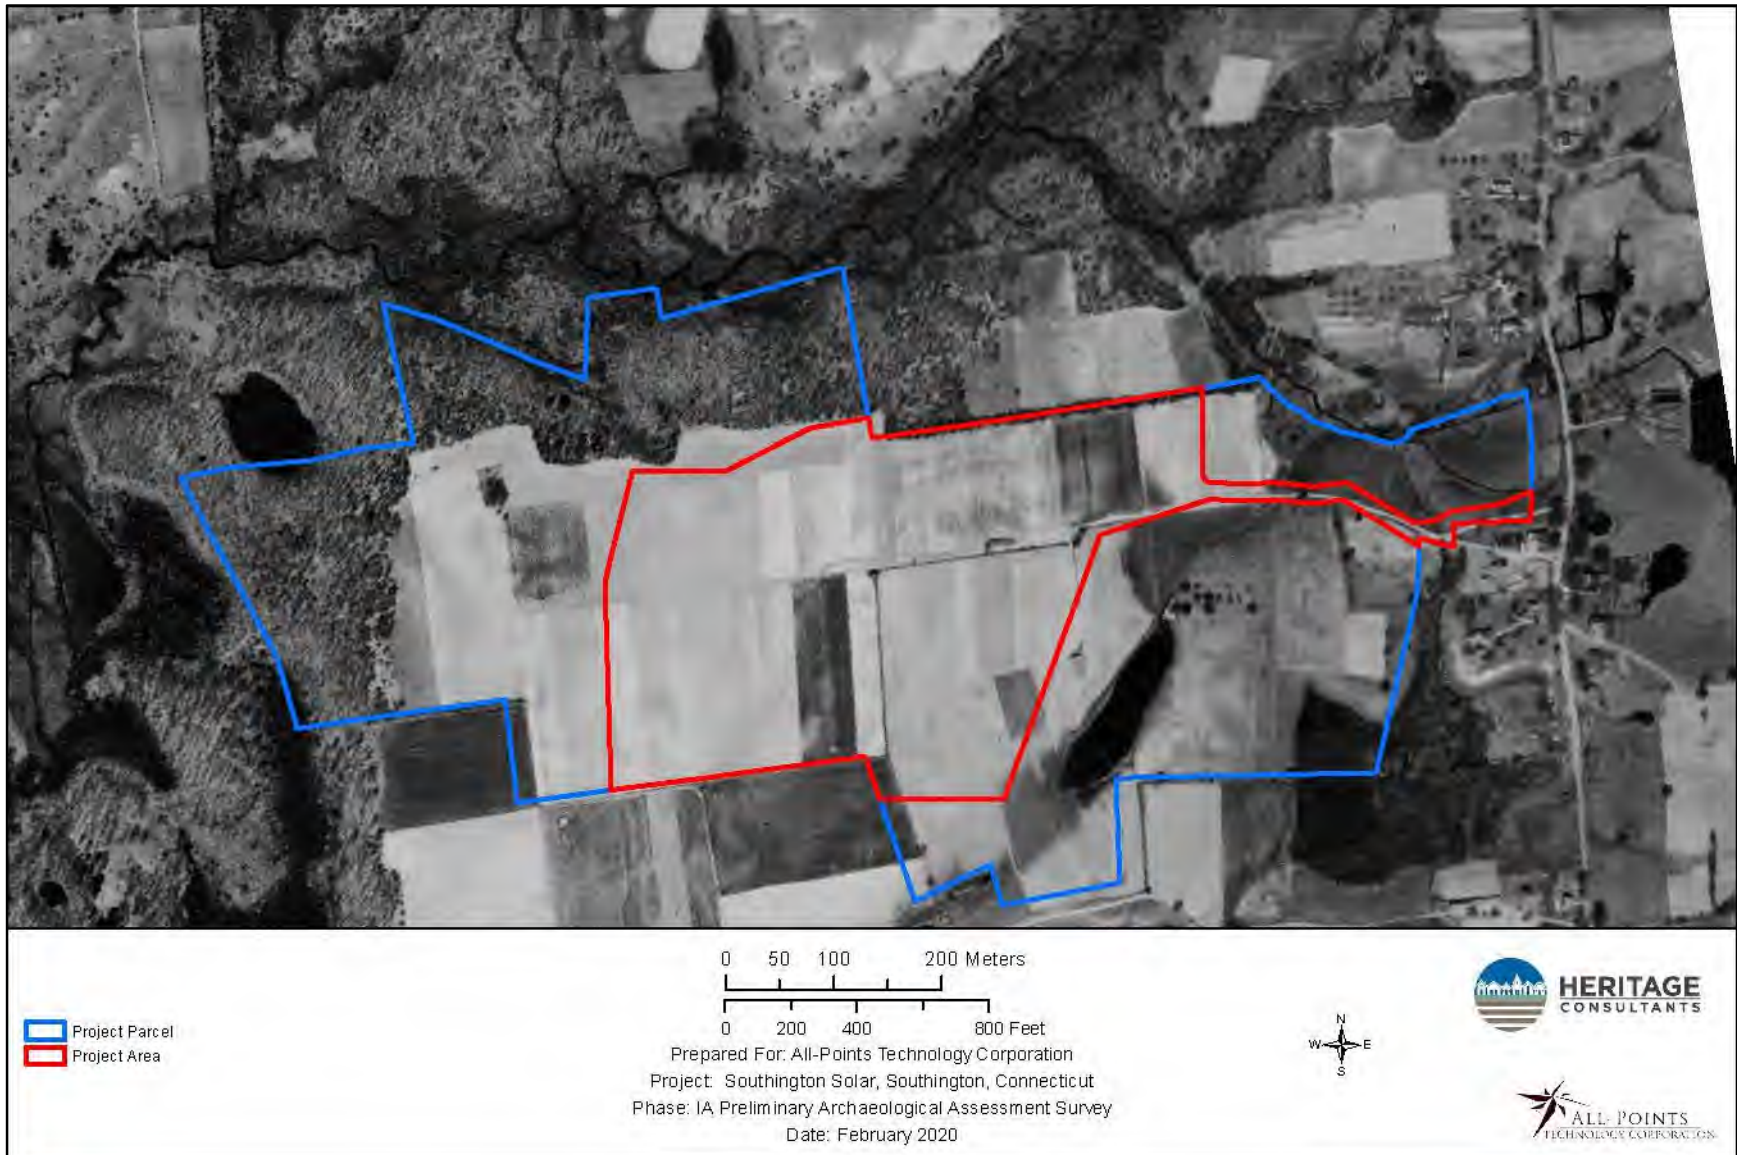 0 50 100 200 Meters
0 200 400 800 Feet
Prepared For: All-Points Technology Corporation
Project: Southington Solar, Southington, Connecticut
Phase: IA Preliminary Archaeological Assessment Survey
Date: February 2020
Project Parcel
Project Area
N
W E
S
HERITAGE
CONSULTANTS
ALL-POINTS
TECHNOLOGY CORPORATION